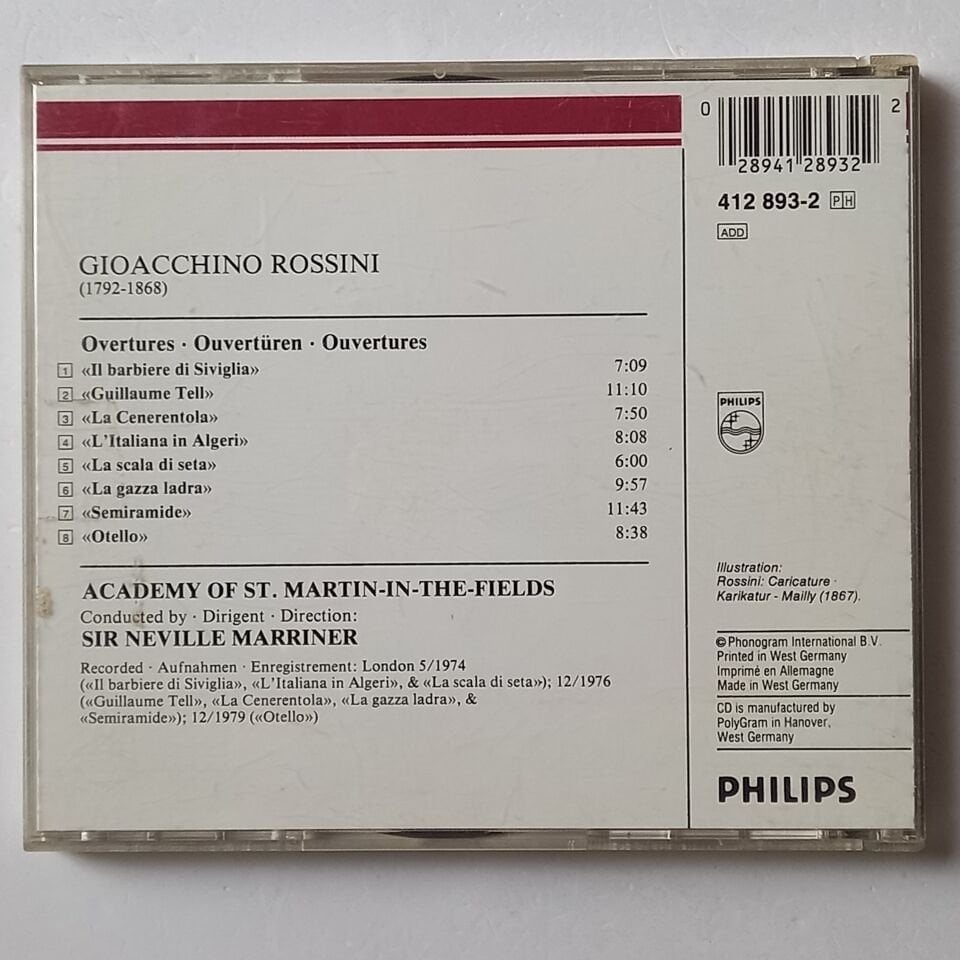 GIOACCHINO ROSSINI
(1792-1868)
Overtures · Ouvertüren · Ouvertures
1 «Il barbiere di Siviglia» 7:09
2 «Guillaume Tell» 11:10
3 «La Cenerentola» 7:50
4 «L'Italiana in Algeri» 8:08
5 «La scala di seta» 6:00
6 «La gazza ladra» 9:57
7 «Semiramide» 11:43
8 «Otello» 8:38
ACADEMY OF ST. MARTIN-IN-THE-FIELDS
Conducted by · Dirigent · Direction:
SIR NEVILLE MARRINER
Recorded · Aufnahmen · Enregistrement: London 5/1974
(«Il barbiere di Siviglia», «L'Italiana in Algeri», & «La scala di seta»); 12/1976
(«Guillaume Tell», «La Cenerentola», «La gazza ladra», &
«Semiramide»); 12/1979 («Otello»)
0 28941 28932 2
412 893-2 PH
ADD
PHILIPS
Illustration:
Rossini: Caricature ·
Karikatur - Mailly (1867).
© Phonogram International B.V.
Printed in West Germany
Imprimé en Allemagne
Made in West Germany
CD is manufactured by
PolyGram in Hanover,
West Germany
PHILIPS